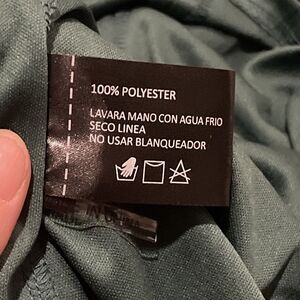 100% POLYESTER
LAVARA MANO CON AGUA FRIO
SECO LINEA
NO USAR BLANQUEADOR